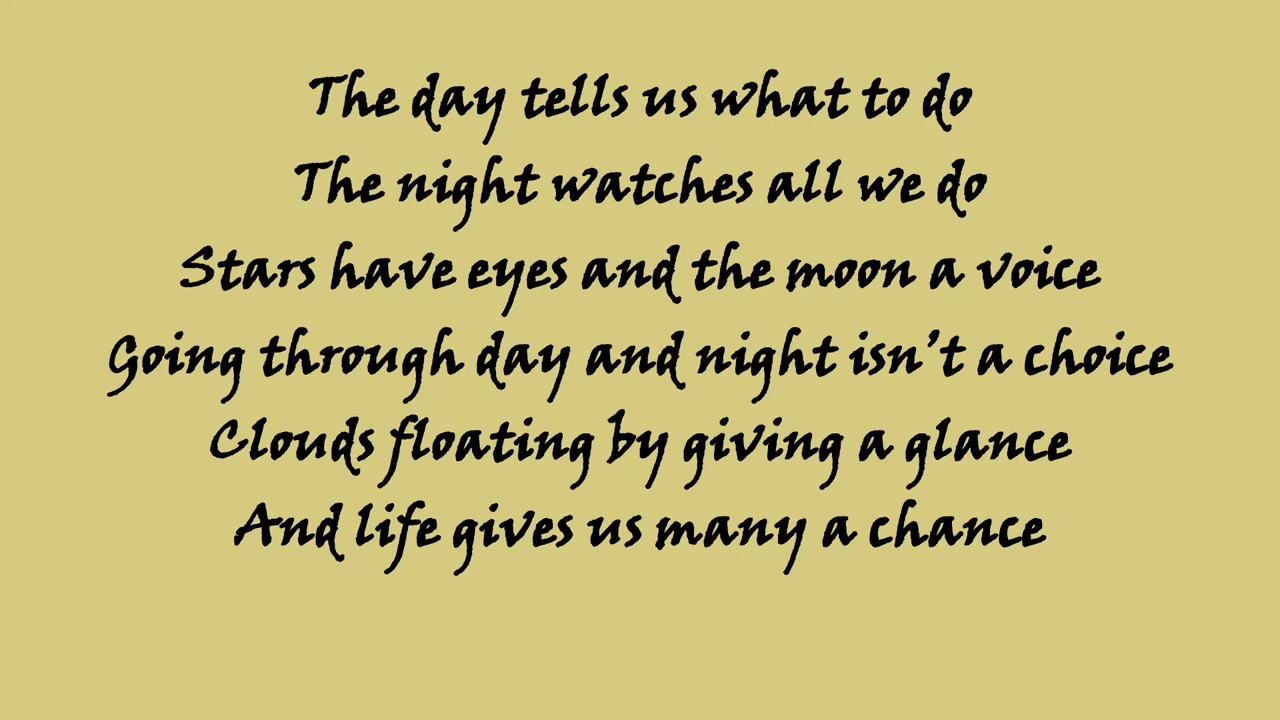 The day tells us what to do
The night watches all we do
Stars have eyes and the moon a voice
Going through day and night isn’t a choice
Clouds floating by giving a glance
And life gives us many a chance